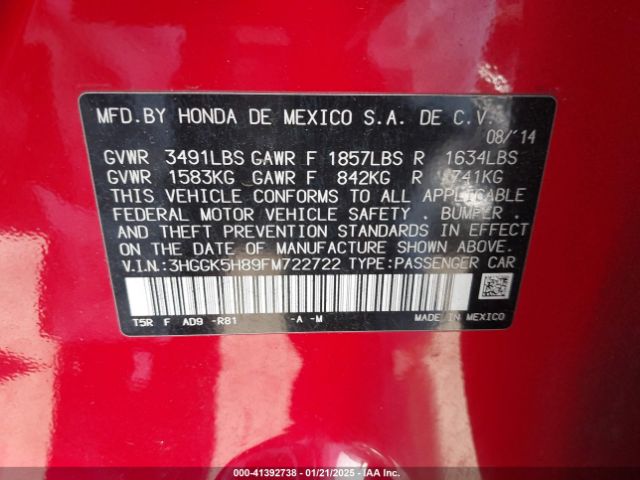 MFD.BY HONDA DE MEXICO S.A. DE C.V.
08/'14
GVWR 3491LBS GAWR F 1857LBS R 1634LBS
GVWR 1583KG GAWR F 842KG R 741KG
THIS VEHICLE CONFORMS TO ALL APPLICABLE
FEDERAL MOTOR VEHICLE SAFETY . BUMPER .
AND THEFT PREVENTION STANDARDS IN EFFECT
ON THE DATE OF MANUFACTURE SHOWN ABOVE.
V.I.N.:3HGGK5H89FM722722 TYPE:PASSENGER CAR
T5R F AD9 -R81 -A -M MADE IN MEXICO
000-41392738 - 01/21/2025 - IAAI.COM